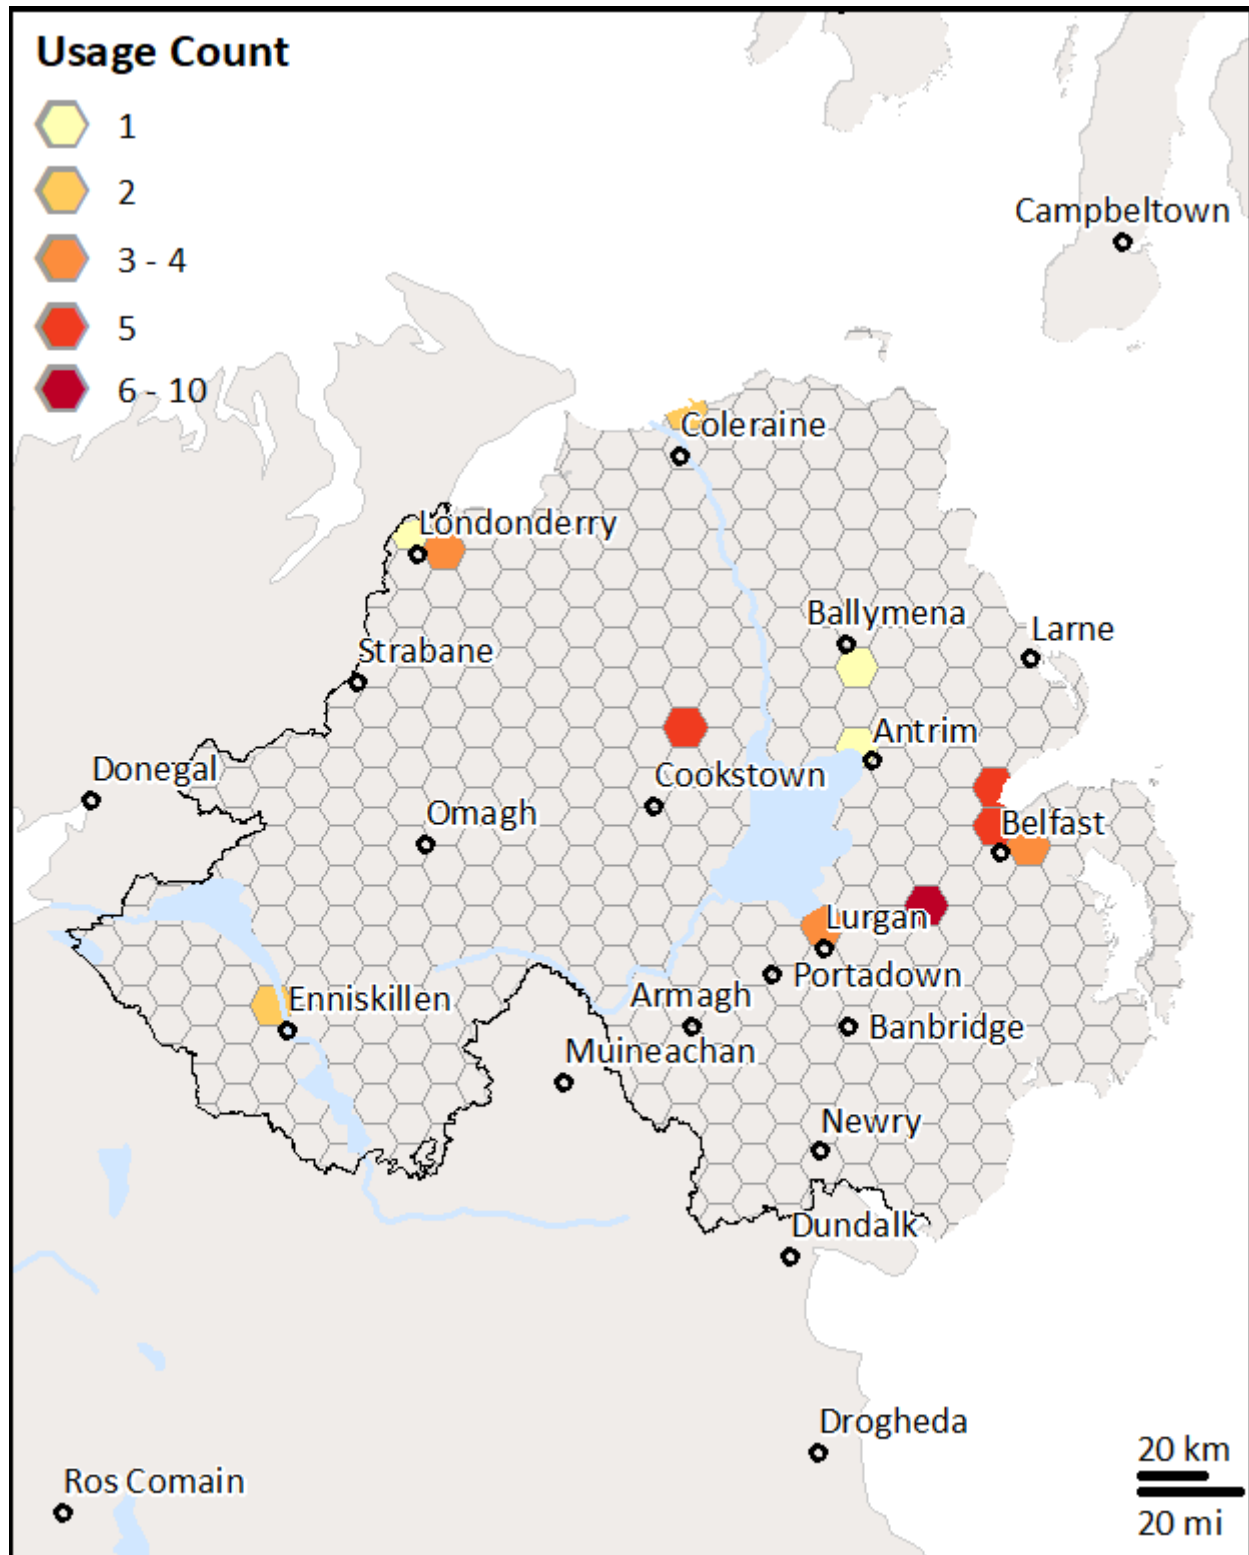 Usage Count
1
2
3 - 4
5
6 - 10
Campbeltown
Coleraine
Londonderry
Ballymena
Larne
Strabane
Antrim
Donegal
Cookstown
Omagh
Belfast
Lurgan
Portadown
Enniskillen
Armagh
Banbridge
Muineachan
Newry
Dundalk
Drogheda
20 km
Ros Comain
20 mi